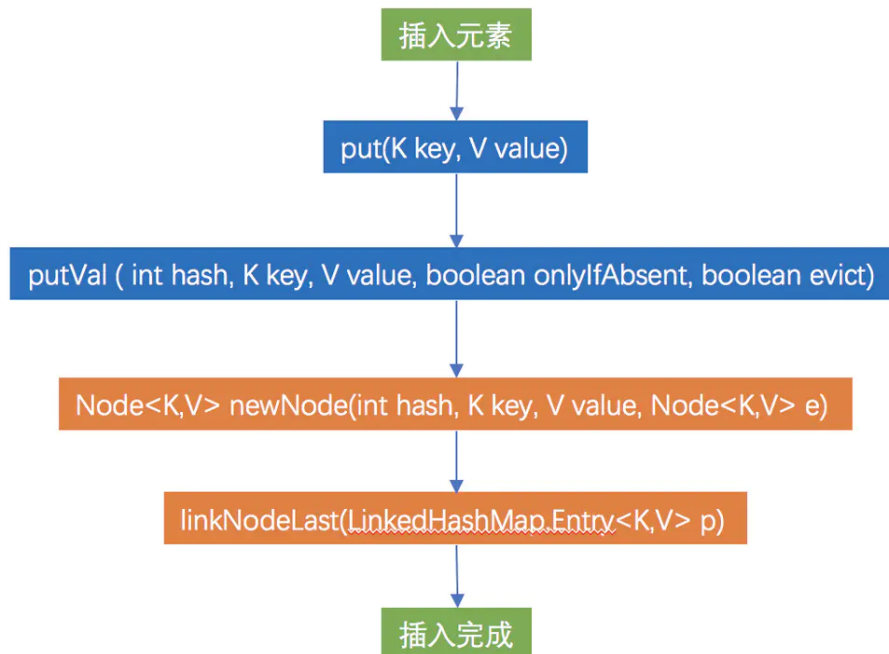 插入元素
put(K key, V value)
putVal ( int hash, K key, V value, boolean onlyIfAbsent, boolean evict)
Node<K,V> newNode(int hash, K key, V value, Node<K,V> e)
linkNodeLast(LinkedHashMap.Entry<K,V> p)
插入完成